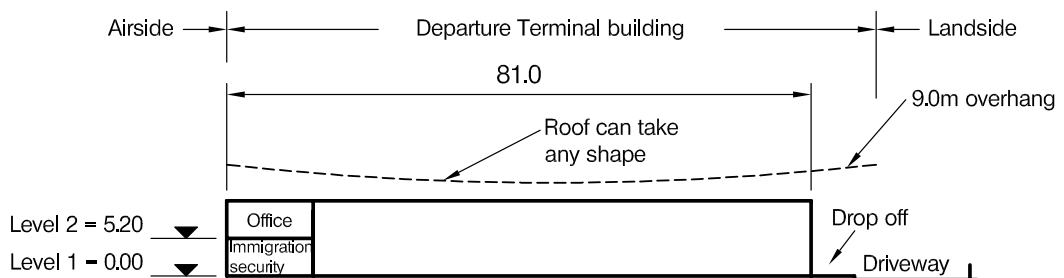 Airside
Departure Terminal building
Landside
81.0
9.0m overhang
Roof can take
any shape
Level 2 = 5.20
Office
Drop off
Level 1 = 0.00
Immigration
security
Driveway